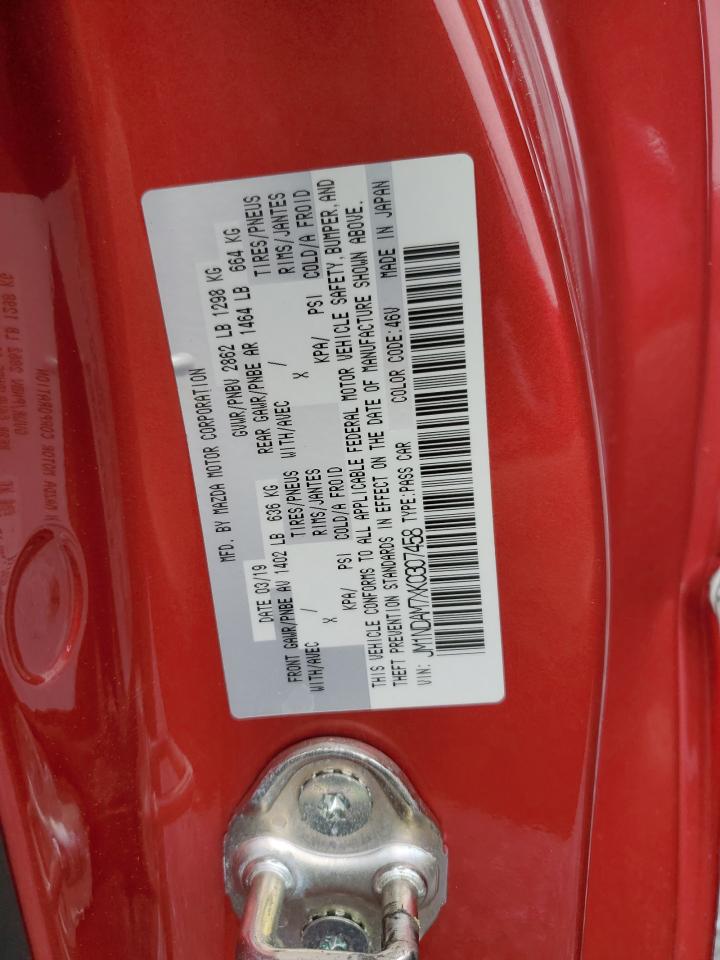 MFD. BY MAZDA MOTOR CORPORATION
DATE 03/19 GVWR/PNBV 2862 LB 1298 KG
FRONT GAWR/PNBE AV 1402 LB 636 KG REAR GAWR/PNBE AR 1464 LB 664 KG
WITH/AVEC / TIRES/PNEUS WITH/AVEC / TIRES/PNEUS
X RIMS/JANTES X RIMS/JANTES
KPA/ PSI COLD/A FROID KPA/ PSI COLD/A FROID
THIS VEHICLE CONFORMS TO ALL APPLICABLE FEDERAL MOTOR VEHICLE SAFETY,BUMPER,AND
THEFT PREVENTION STANDARDS IN EFFECT ON THE DATE OF MANUFACTURE SHOWN ABOVE.
VIN: JM1NDAM7XK0307458 TYPE:PASS CAR COLOR CODE:46V MADE IN JAPAN